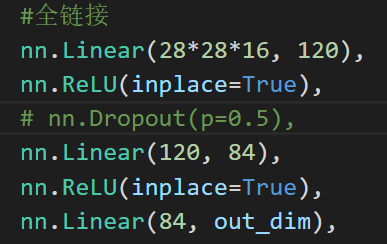 #全链接
nn.Linear(28*28*16, 120),
nn.ReLU(inplace=True),
# nn.Dropout(p=0.5),
nn.Linear(120, 84),
nn.ReLU(inplace=True),
nn.Linear(84, out_dim),